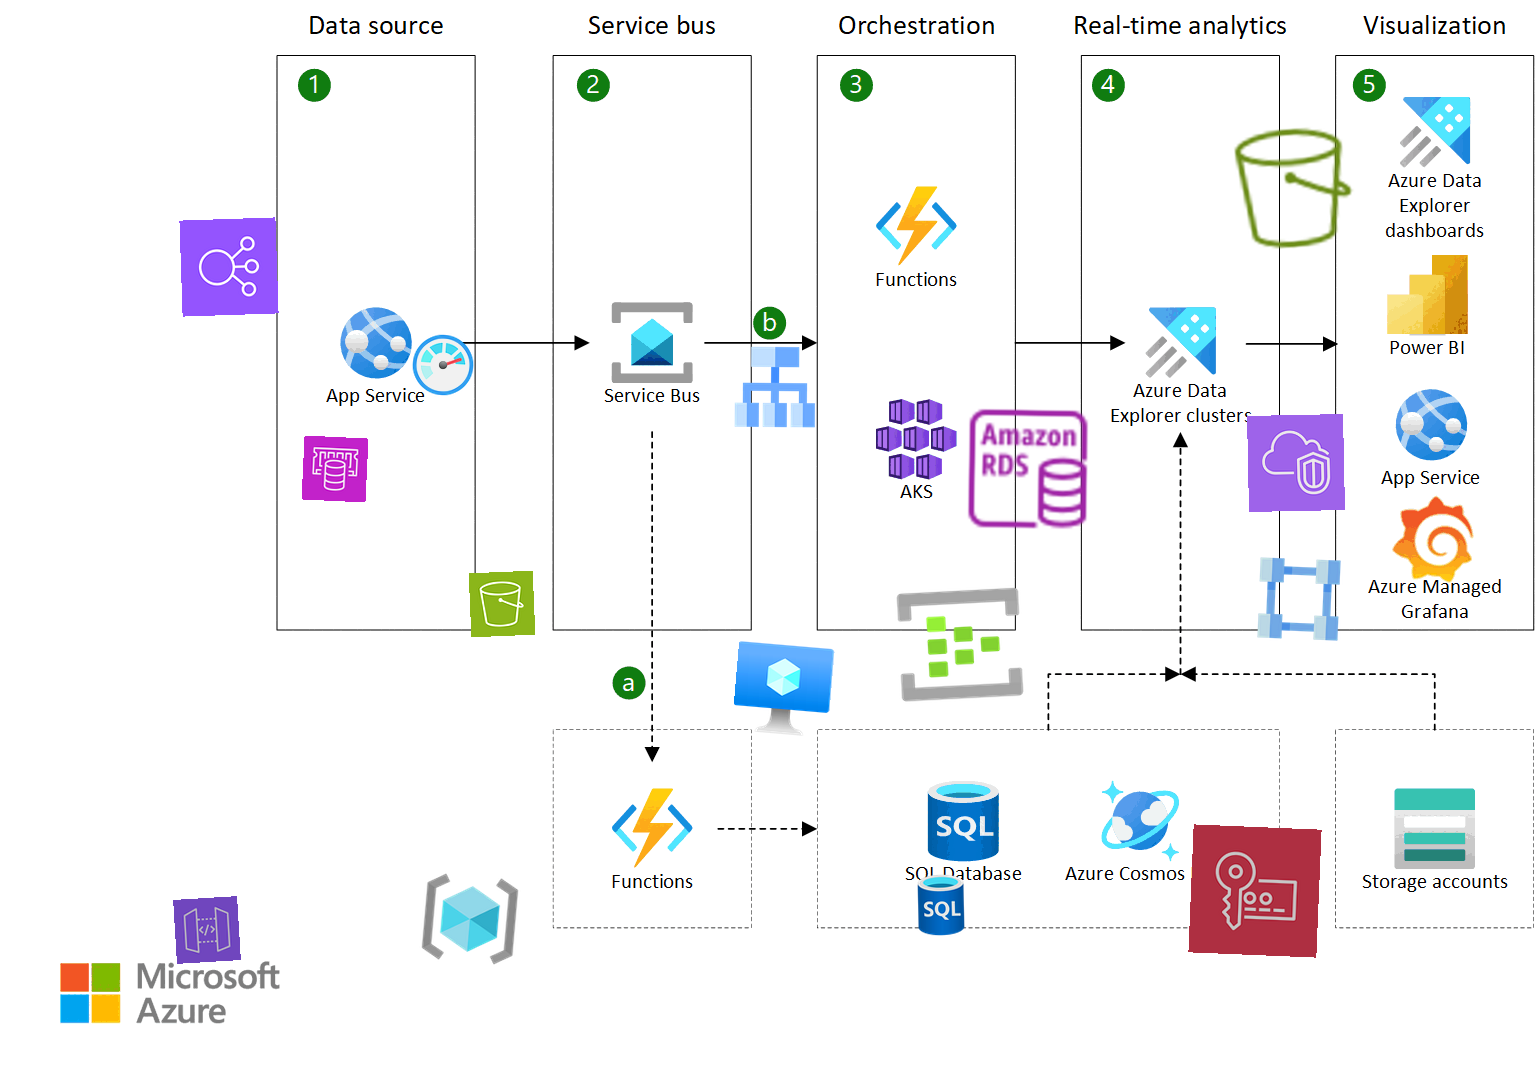 Data source
Service bus
Orchestration
Real-time analytics
Visualization
1
2
3
4
5
Azure Data
Explorer
dashboards
Functions
b
Power BI
App Service
Service Bus
Azure Data
Explorer clusters
Amazon
RDS
AKS
App Service
Azure Managed
Grafana
a
SQL
Functions
SQL Database
Azure Cosmos
Storage accounts
SQL
</>
Microsoft
Azure